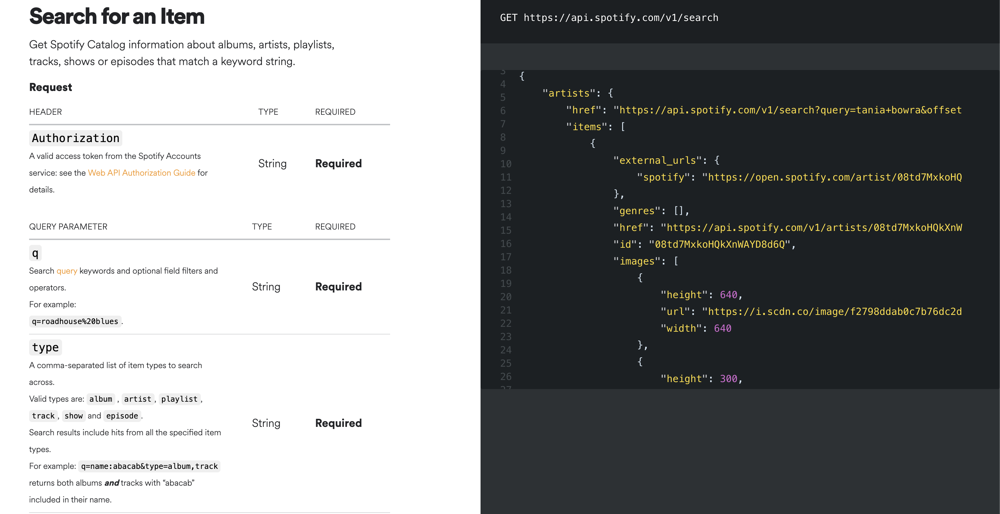 Search for an Item
Get Spotify Catalog information about albums, artists, playlists,
tracks, shows or episodes that match a keyword string.
Request
HEADER TYPE REQUIRED
Authorization
A valid access token from the Spotify Accounts
service: see the Web API Authorization Guide for
details.
String Required
QUERY PARAMETER TYPE REQUIRED
q
Search query keywords and optional field filters and
operators.
For example:
q=roadhouse%20blues.
String Required
type
A comma-separated list of item types to search
across.
Valid types are: album , artist, playlist,
track, show and episode.
Search results include hits from all the specified item
types.
For example: q=name:abacab&type=album,track
returns both albums and tracks with “abacab”
included in their name.
String Required
GET https://api.spotify.com/v1/search
3
4
5
6
7
8
9
10
11
12
13
14
15
16
17
18
19
20
21
22
23
24
25
26
27
{
"artists": {
"href": "https://api.spotify.com/v1/search?query=tania+bowra&offset
"items": [
{
"external_urls": {
"spotify": "https://open.spotify.com/artist/08td7MxkoHQ
},
"genres": [],
"href": "https://api.spotify.com/v1/artists/08td7MxkoHQkXnW
"id": "08td7MxkoHQkXnWAYD8d6Q",
"images": [
{
"height": 640,
"url": "https://i.scdn.co/image/f2798ddab0c7b76dc2d
"width": 640
},
{
"height": 300,